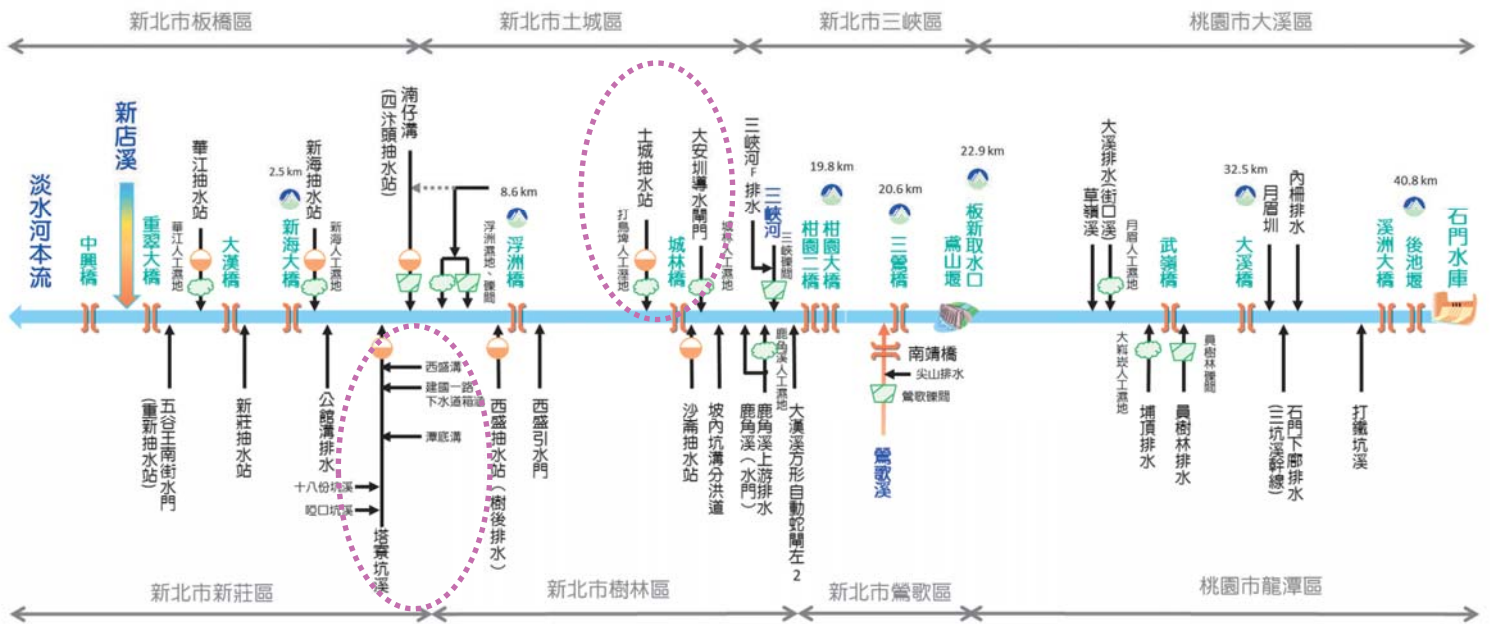 新北市板橋區
新北市土城區
新北市三峽區
桃園市大溪區
淡水河本流
中興橋
新店溪
重翠大橋
華江人工濕地
華江抽水站
大漢橋
2.5 km
新海大橋
新海抽水站
新海人工濕地
湳仔溝
(四汴頭抽水站)
浮洲濕地、礫間
8.6 km
浮洲橋
打鳥埤人工溼地
土城抽水站
城林橋
大安圳導水閘門
城林人工濕地
三峽河F排水
三峽河
三峽礫間
柑園二橋
19.8 km
柑園大橋
20.6 km
三鶯橋
22.9 km
板新取水口
鳶山堰
草嶺溪
大溪排水(街口溪)
月眉人工濕地
武嶺橋
32.5 km
大溪橋
月眉圳
內柵排水
溪洲大橋
40.8 km
後池堰
石門水庫
五谷王南街水門
(重新抽水站)
新莊抽水站
公館溝排水
西盛溝
建國一路
下水道箱涵
潭底溝
十八份坑溪
啞口坑溪
塔寮坑溪
西盛抽水站(樹後排水)
西盛引水門
沙崙抽水站
坡內坑溝分洪道
鹿角溪(水門)
鹿角溪上游排水
鹿角溪人工濕地
大漢溪方形自動蛇閘左2
南靖橋
尖山排水
鶯歌礫間
鶯歌溪
大嵙崁人工濕地
埔頂排水
員樹林排水
員樹林礫間
石門下廍排水
(三坑溪幹線)
打鐵坑溪
新北市新莊區
新北市樹林區
新北市鶯歌區
桃園市龍潭區